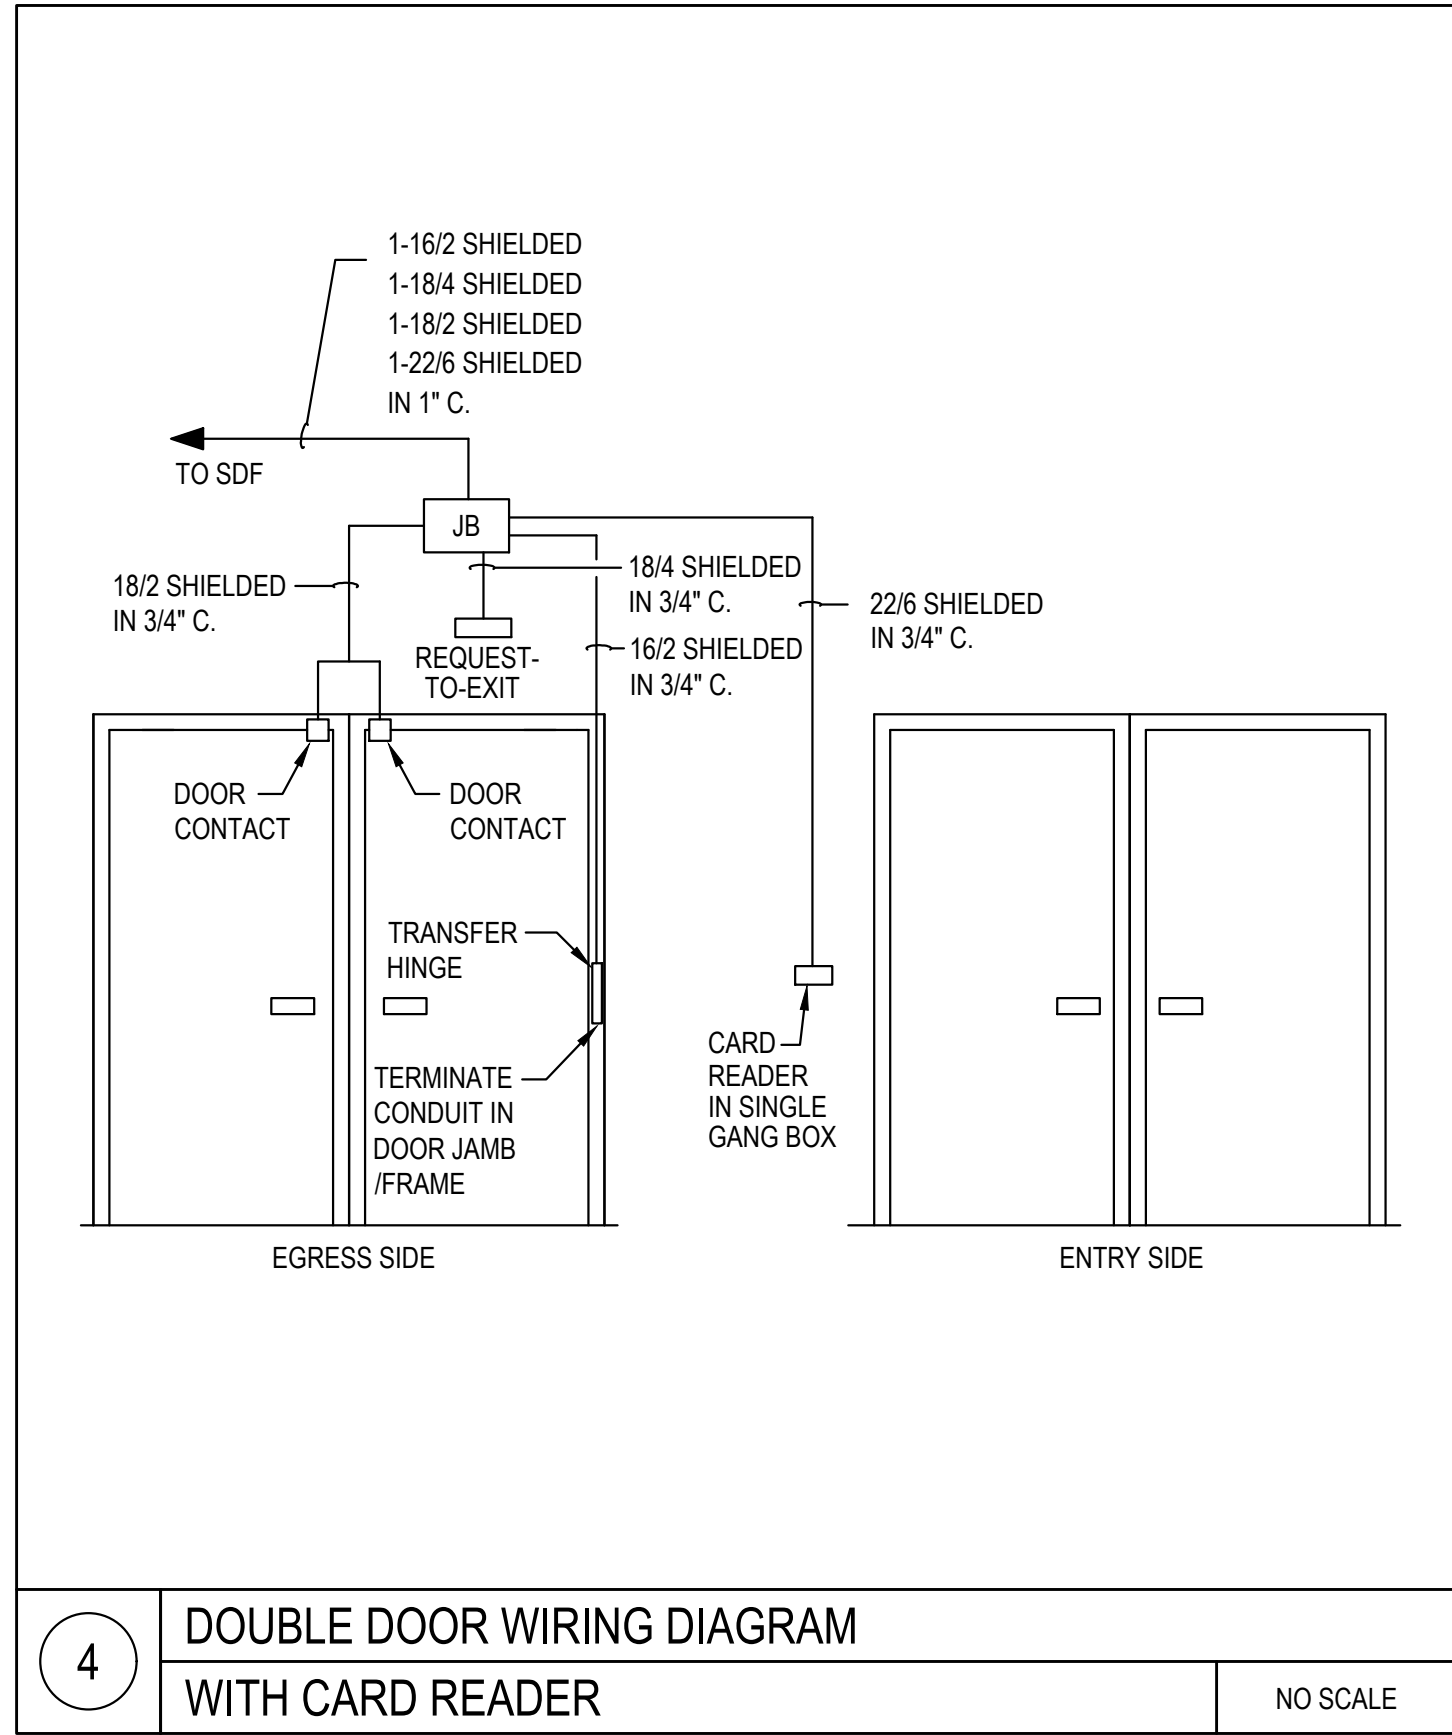 1-16/2 SHIELDED
1-18/4 SHIELDED
1-18/2 SHIELDED
1-22/6 SHIELDED
IN 1" C.
TO SDF
JB
18/2 SHIELDED
IN 3/4" C.
18/4 SHIELDED
IN 3/4" C.
22/6 SHIELDED
IN 3/4" C.
REQUEST-
TO-EXIT
16/2 SHIELDED
IN 3/4" C.
DOOR
CONTACT
DOOR
CONTACT
TRANSFER
HINGE
TERMINATE
CONDUIT IN
DOOR JAMB
/FRAME
CARD
READER
IN SINGLE
GANG BOX
EGRESS SIDE
ENTRY SIDE
4
DOUBLE DOOR WIRING DIAGRAM
WITH CARD READER
NO SCALE